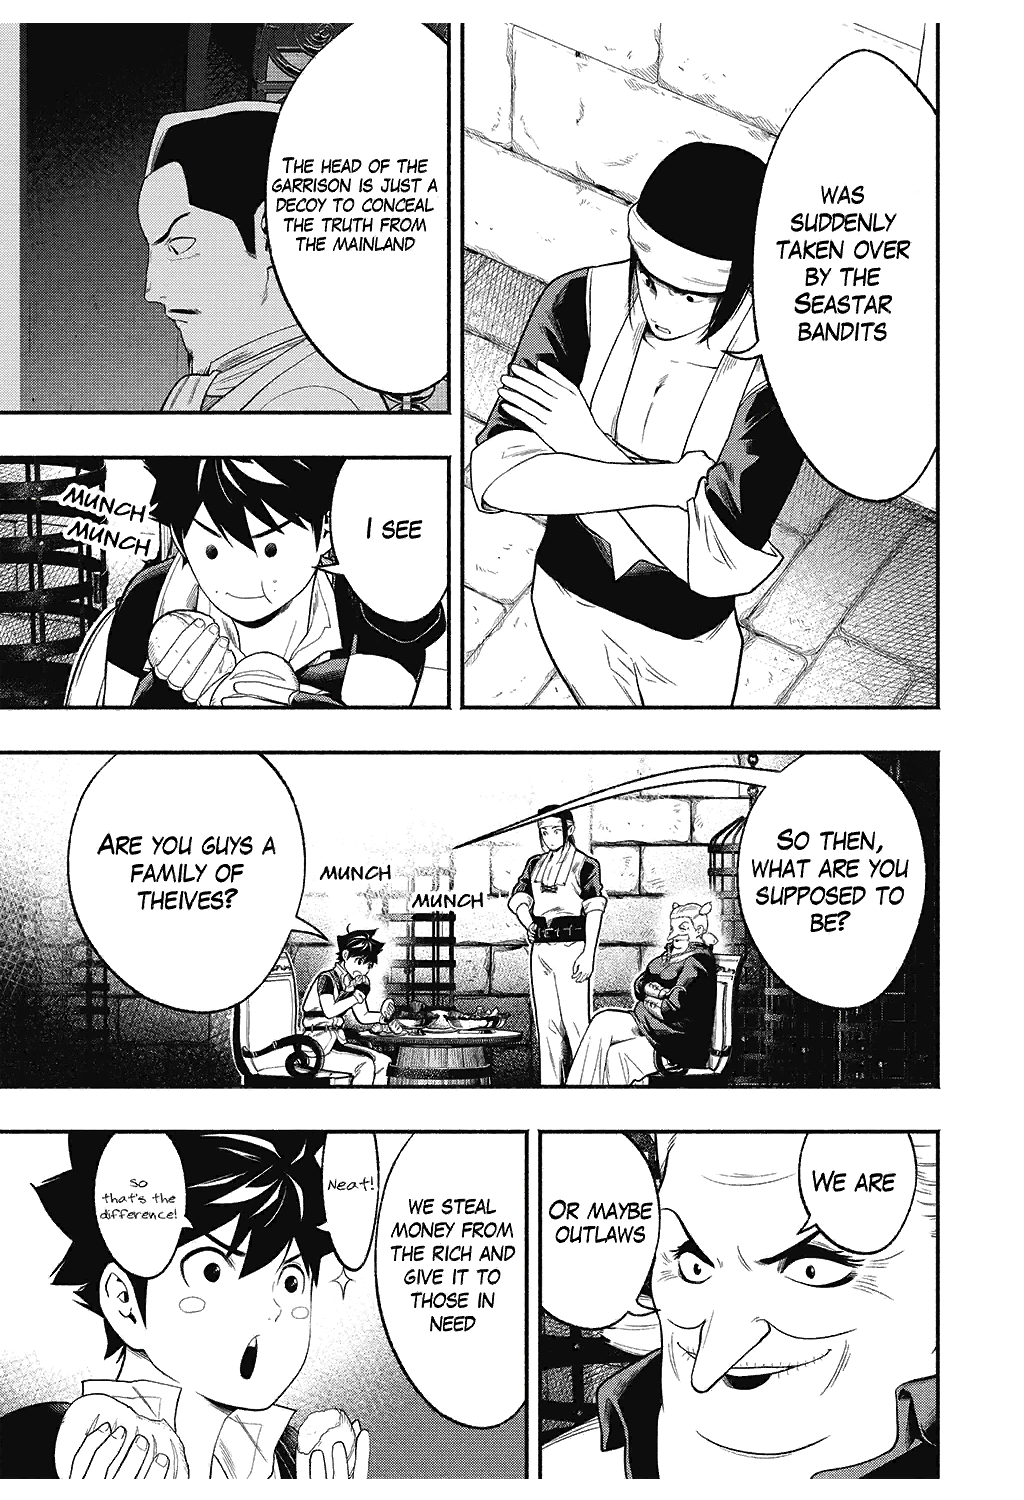 WAS
SUDDENLY
TAKEN OVER
BY THE
SEASTAR
BANDITS
THE HEAD OF THE
GARRISON IS JUST A
DECOY TO CONCEAL
THE TRUTH FROM
THE MAINLAND
I SEE
MUNCH
MUNCH
SO THEN,
WHAT ARE YOU
SUPPOSED TO
BE?
ARE YOU GUYS A
FAMILY OF
THEIVES?
MUNCH
MUNCH
WE ARE
OR MAYBE
OUTLAWS
WE STEAL
MONEY FROM
THE RICH AND
GIVE IT TO
THOSE IN
NEED
Neat!
So
that's the
difference!